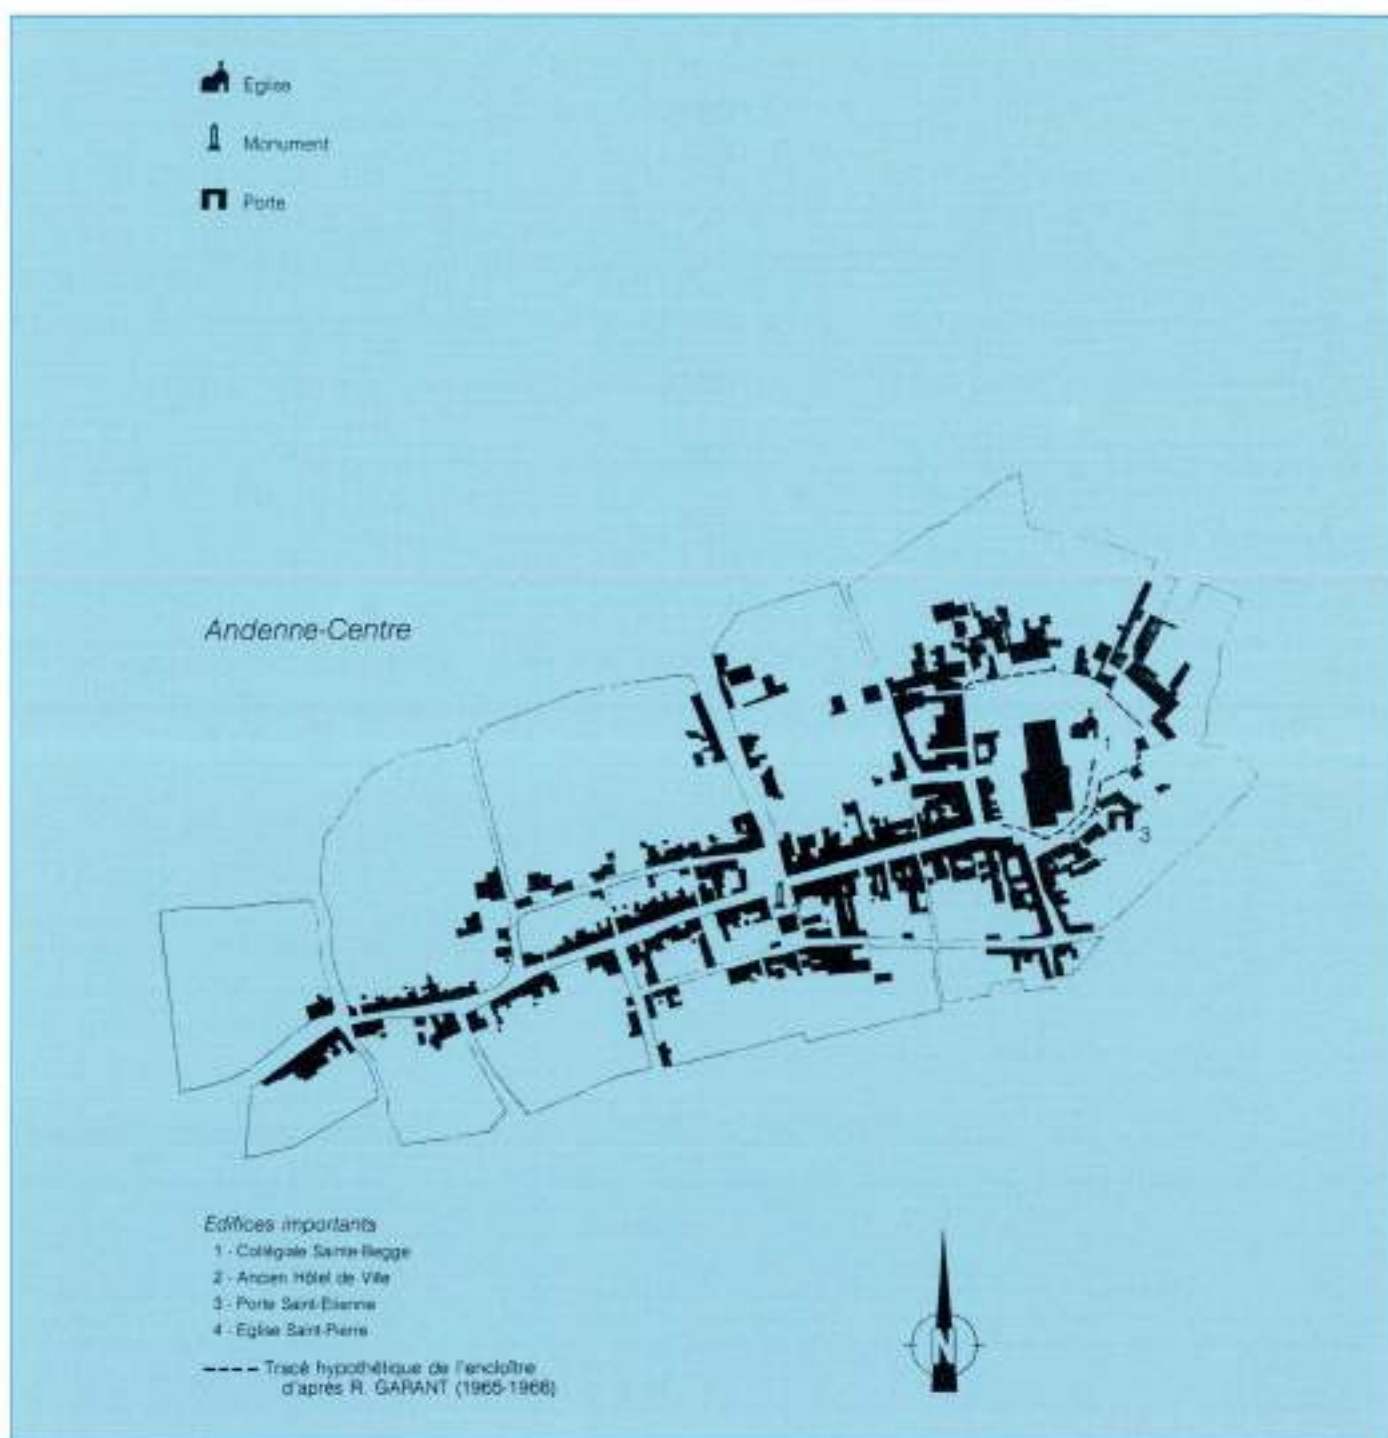 Eglise
Monument
Porte
Andenne-Centre
1
3
Edifices importants
1 - Collégiale Sainte-Begge
2 - Ancien Hôtel de Ville
3 - Porte Saint-Etienne
4 - Eglise Saint-Pierre
Tracé hypothétique de l'encloître
d'après R. GARANT (1965-1966)
N